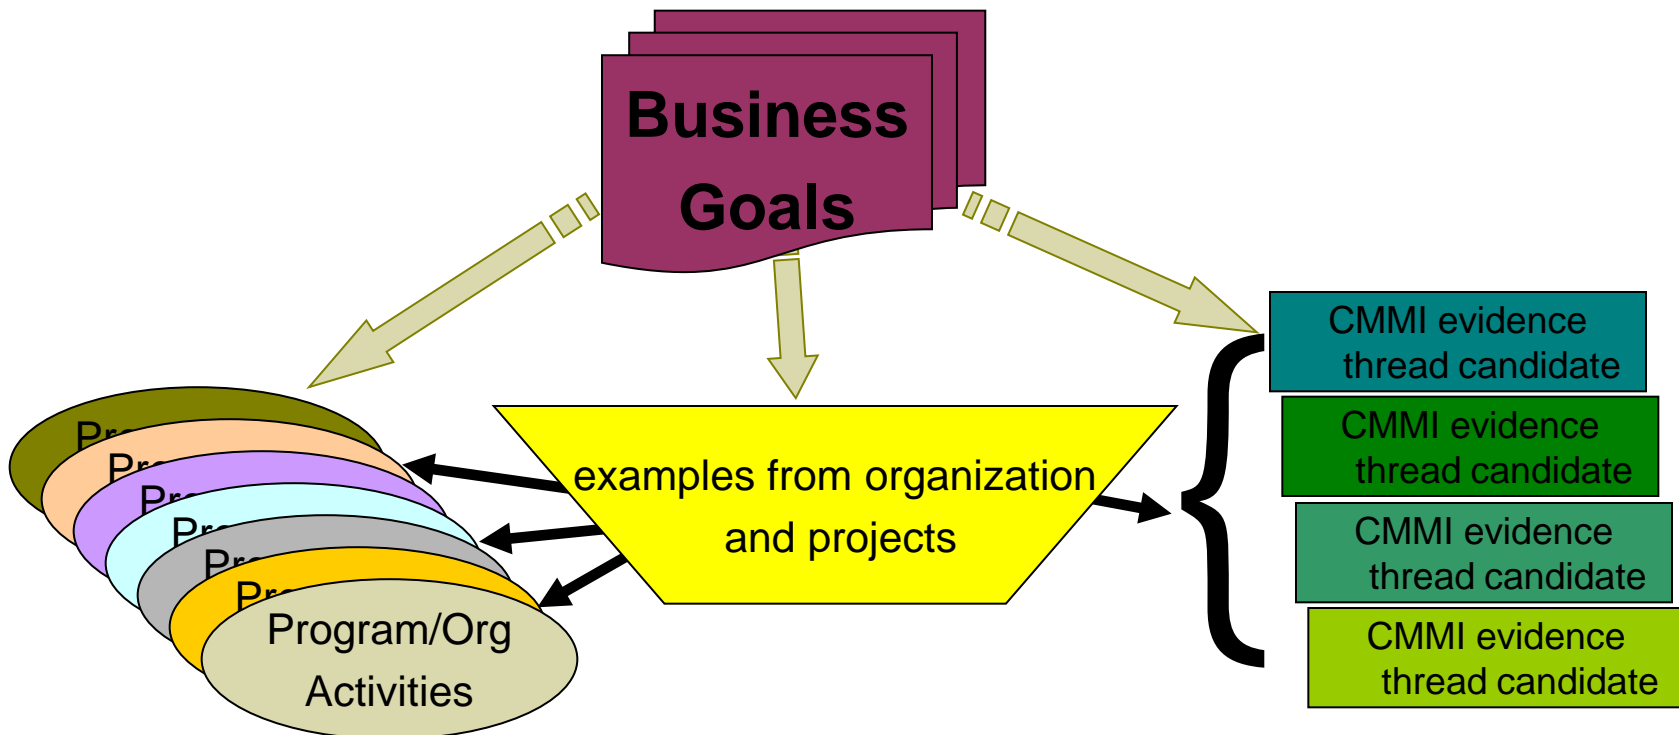 Business
Goals
CMMI evidence
thread candidate
CMMI evidence
thread candidate
CMMI evidence
thread candidate
CMMI evidence
thread candidate
examples from organization
and projects
Program/Org
Activities